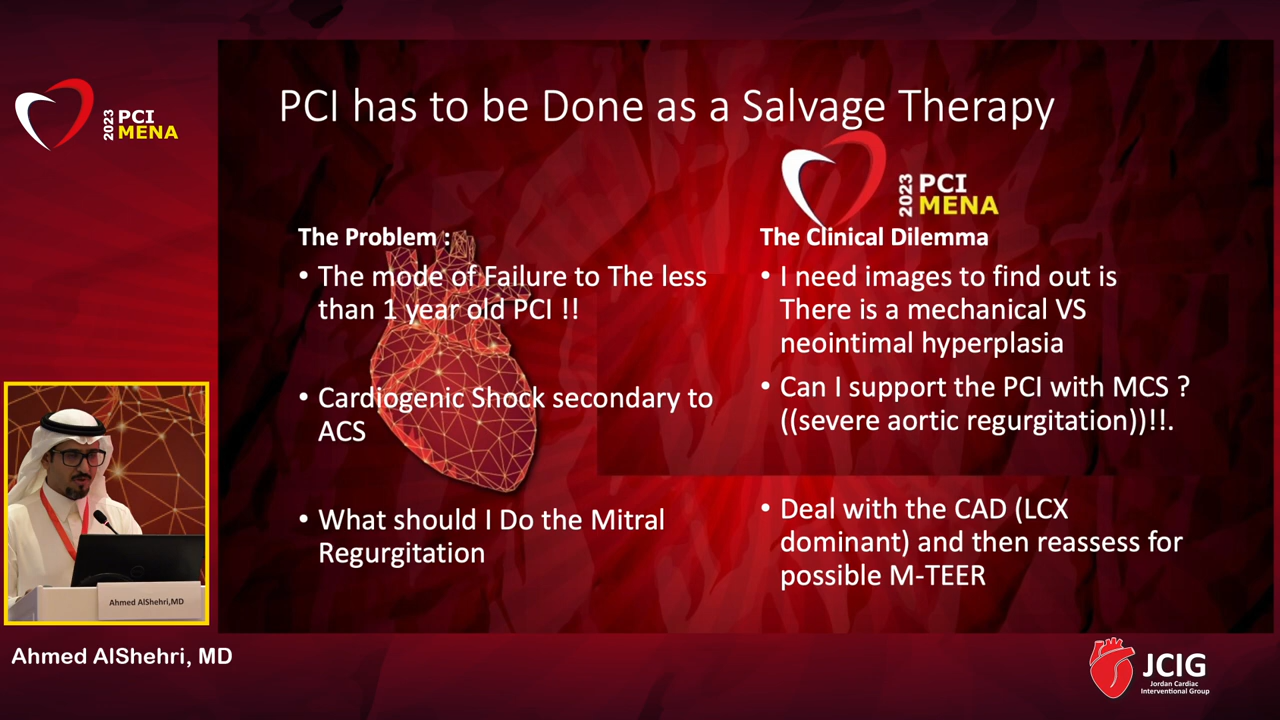 2023 PCI
MENA
PCI has to be Done as a Salvage Therapy
2023 PCI
MENA
The Problem :
• The mode of Failure to The less
than 1 year old PCI !!
• Cardiogenic Shock secondary to
ACS
• What should I Do the Mitral
Regurgitation
The Clinical Dilemma
• I need images to find out is
There is a mechanical VS
neointimal hyperplasia
• Can I support the PCI with MCS ?
((severe aortic regurgitation))!!.
• Deal with the CAD (LCX
dominant) and then reassess for
possible M-TEER
Ahmed AlShehri,MD
Ahmed AlShehri, MD
JCIG
Jordan Cardiac
Interventional Group